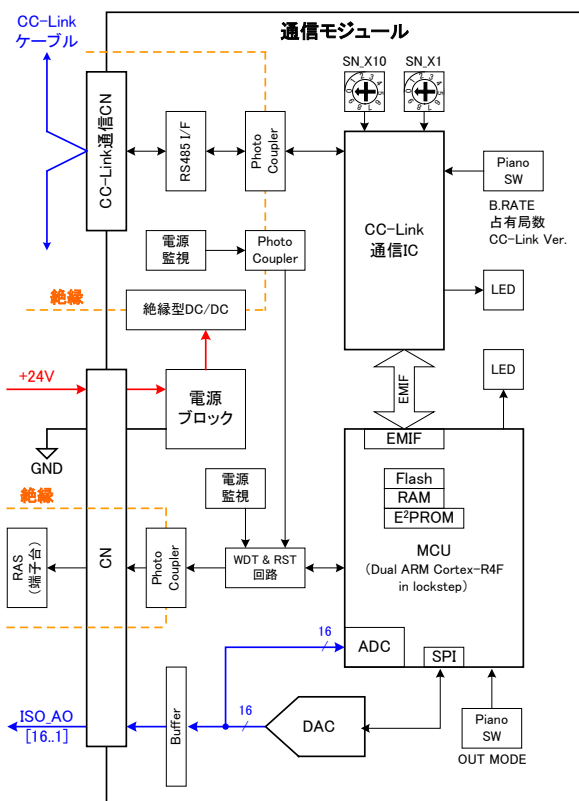 CC-Link
ケーブル
通信モジュール
SN_X10
SN_X1
CC-Link通信CN
RS485 I/F
Photo
Coupler
CC-Link
通信IC
Piano
SW
B.RATE
占有局数
CC-Link Ver.
電源
監視
Photo
Coupler
LED
絶縁
絶縁型DC/DC
+24V
電源
ブロック
GND
EMIF
LED
EMIF
Flash
RAM
E²PROM
MCU
(Dual ARM Cortex-R4F
in lockstep)
絶縁
電源
監視
RAS
(端子台)
CN
Photo
Coupler
WDT & RST
回路
16
ADC
SPI
ISO_AO
[16..1]
Buffer
16
DAC
Piano
SW
OUT MODE